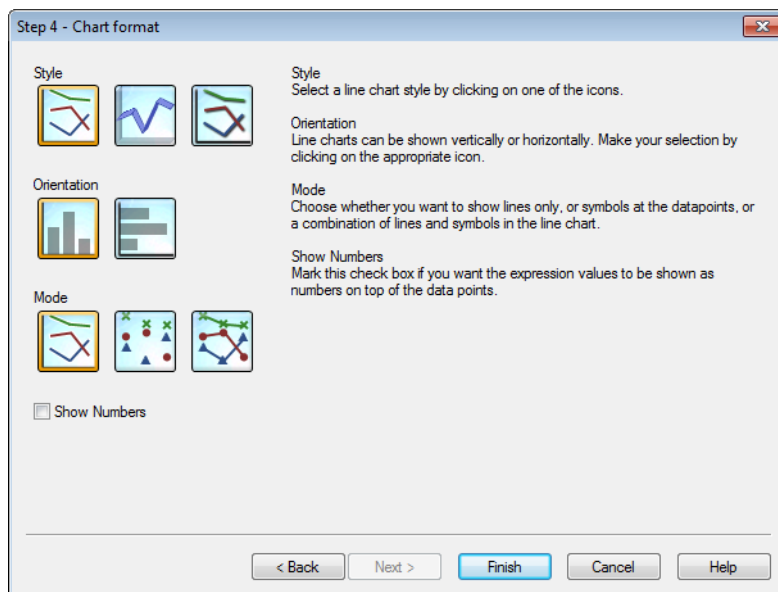 Step 4 - Chart format
Style
Style
Select a line chart style by clicking on one of the icons.
Orientation
Line charts can be shown vertically or horizontally. Make your selection by
clicking on the appropriate icon.
Orientation
Mode
Choose whether you want to show lines only, or symbols at the datapoints, or
a combination of lines and symbols in the line chart.
Show Numbers
Mark this check box if you want the expression values to be shown as
numbers on top of the data points.
Mode
Show Numbers
< Back
Next >
Finish
Cancel
Help